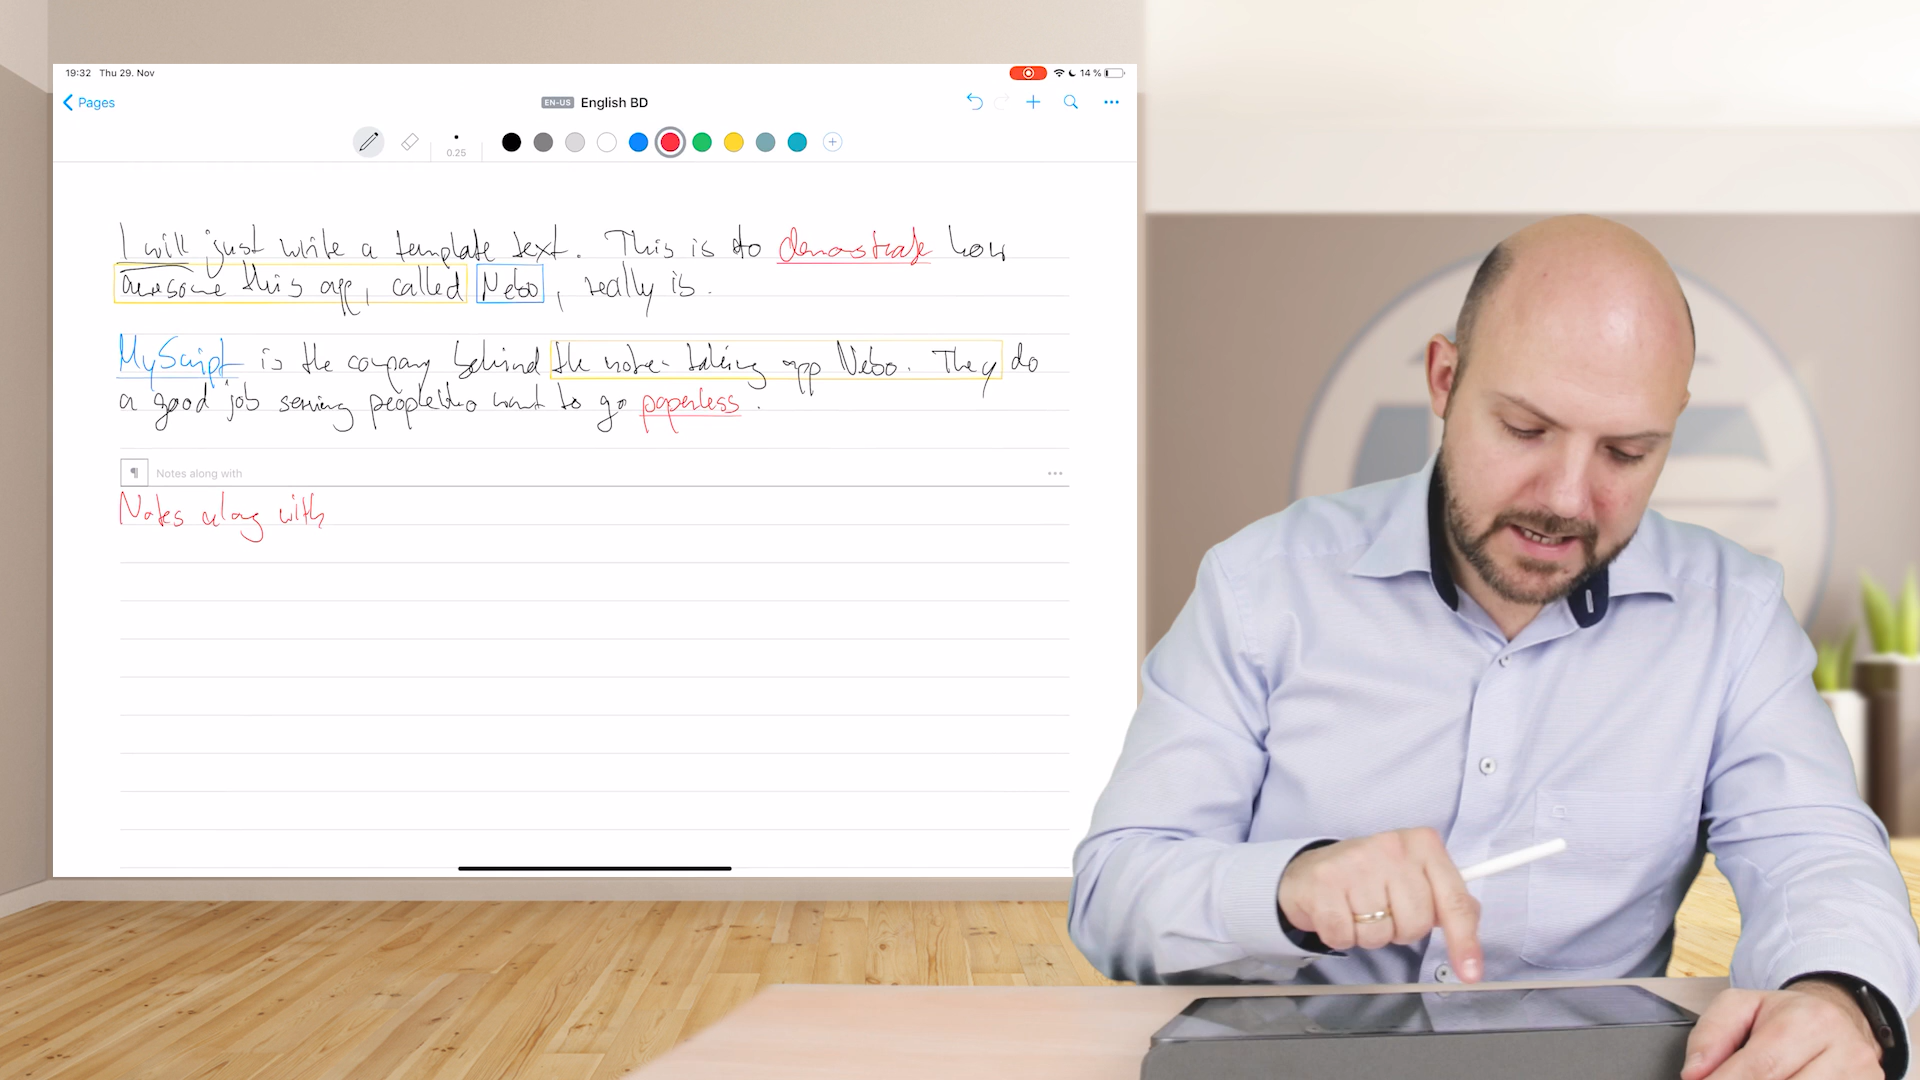 19:32 Thu 29. Nov 14 %
Pages EN-US English BD
0.25
I will just write a template text. This is to demonstrate how
awesome this app, called Nebo, really is.
MyScript is the company behind the note-taking app Nebo. They do
a good job serving people who want to go paperless.
¶ Notes along with
Notes along with